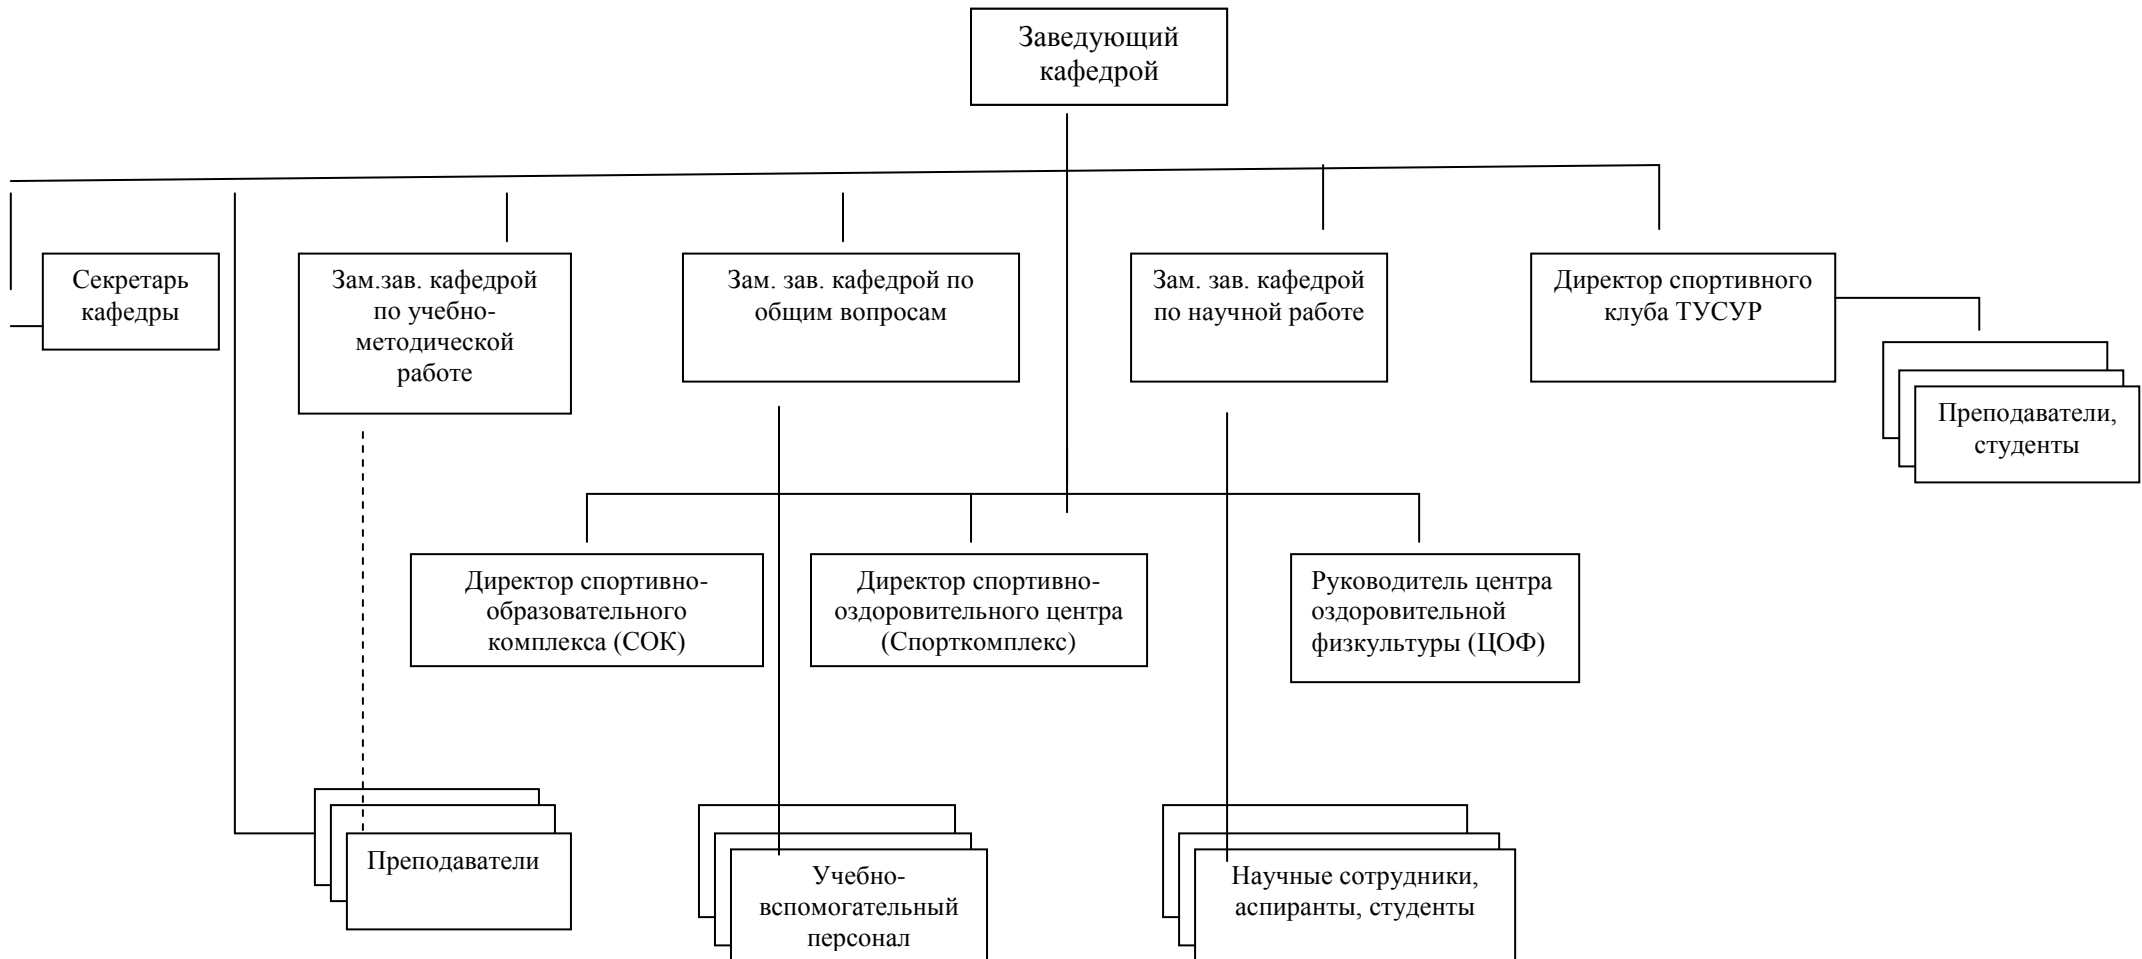 Заведующий
кафедрой
Секретарь
кафедры
Зам.зав. кафедрой
по учебно-
методической
работе
Зам. зав. кафедрой по
общим вопросам
Зам. зав. кафедрой
по научной работе
Директор спортивного
клуба ТУСУР
Преподаватели,
студенты
Директор спортивно-
образовательного
комплекса (СОК)
Директор спортивно-
оздоровительного центра
(Спорткомплекс)
Руководитель центра
оздоровительной
физкультуры (ЦОФ)
Преподаватели
Учебно-
вспомогательный
персонал
Научные сотрудники,
аспиранты, студенты